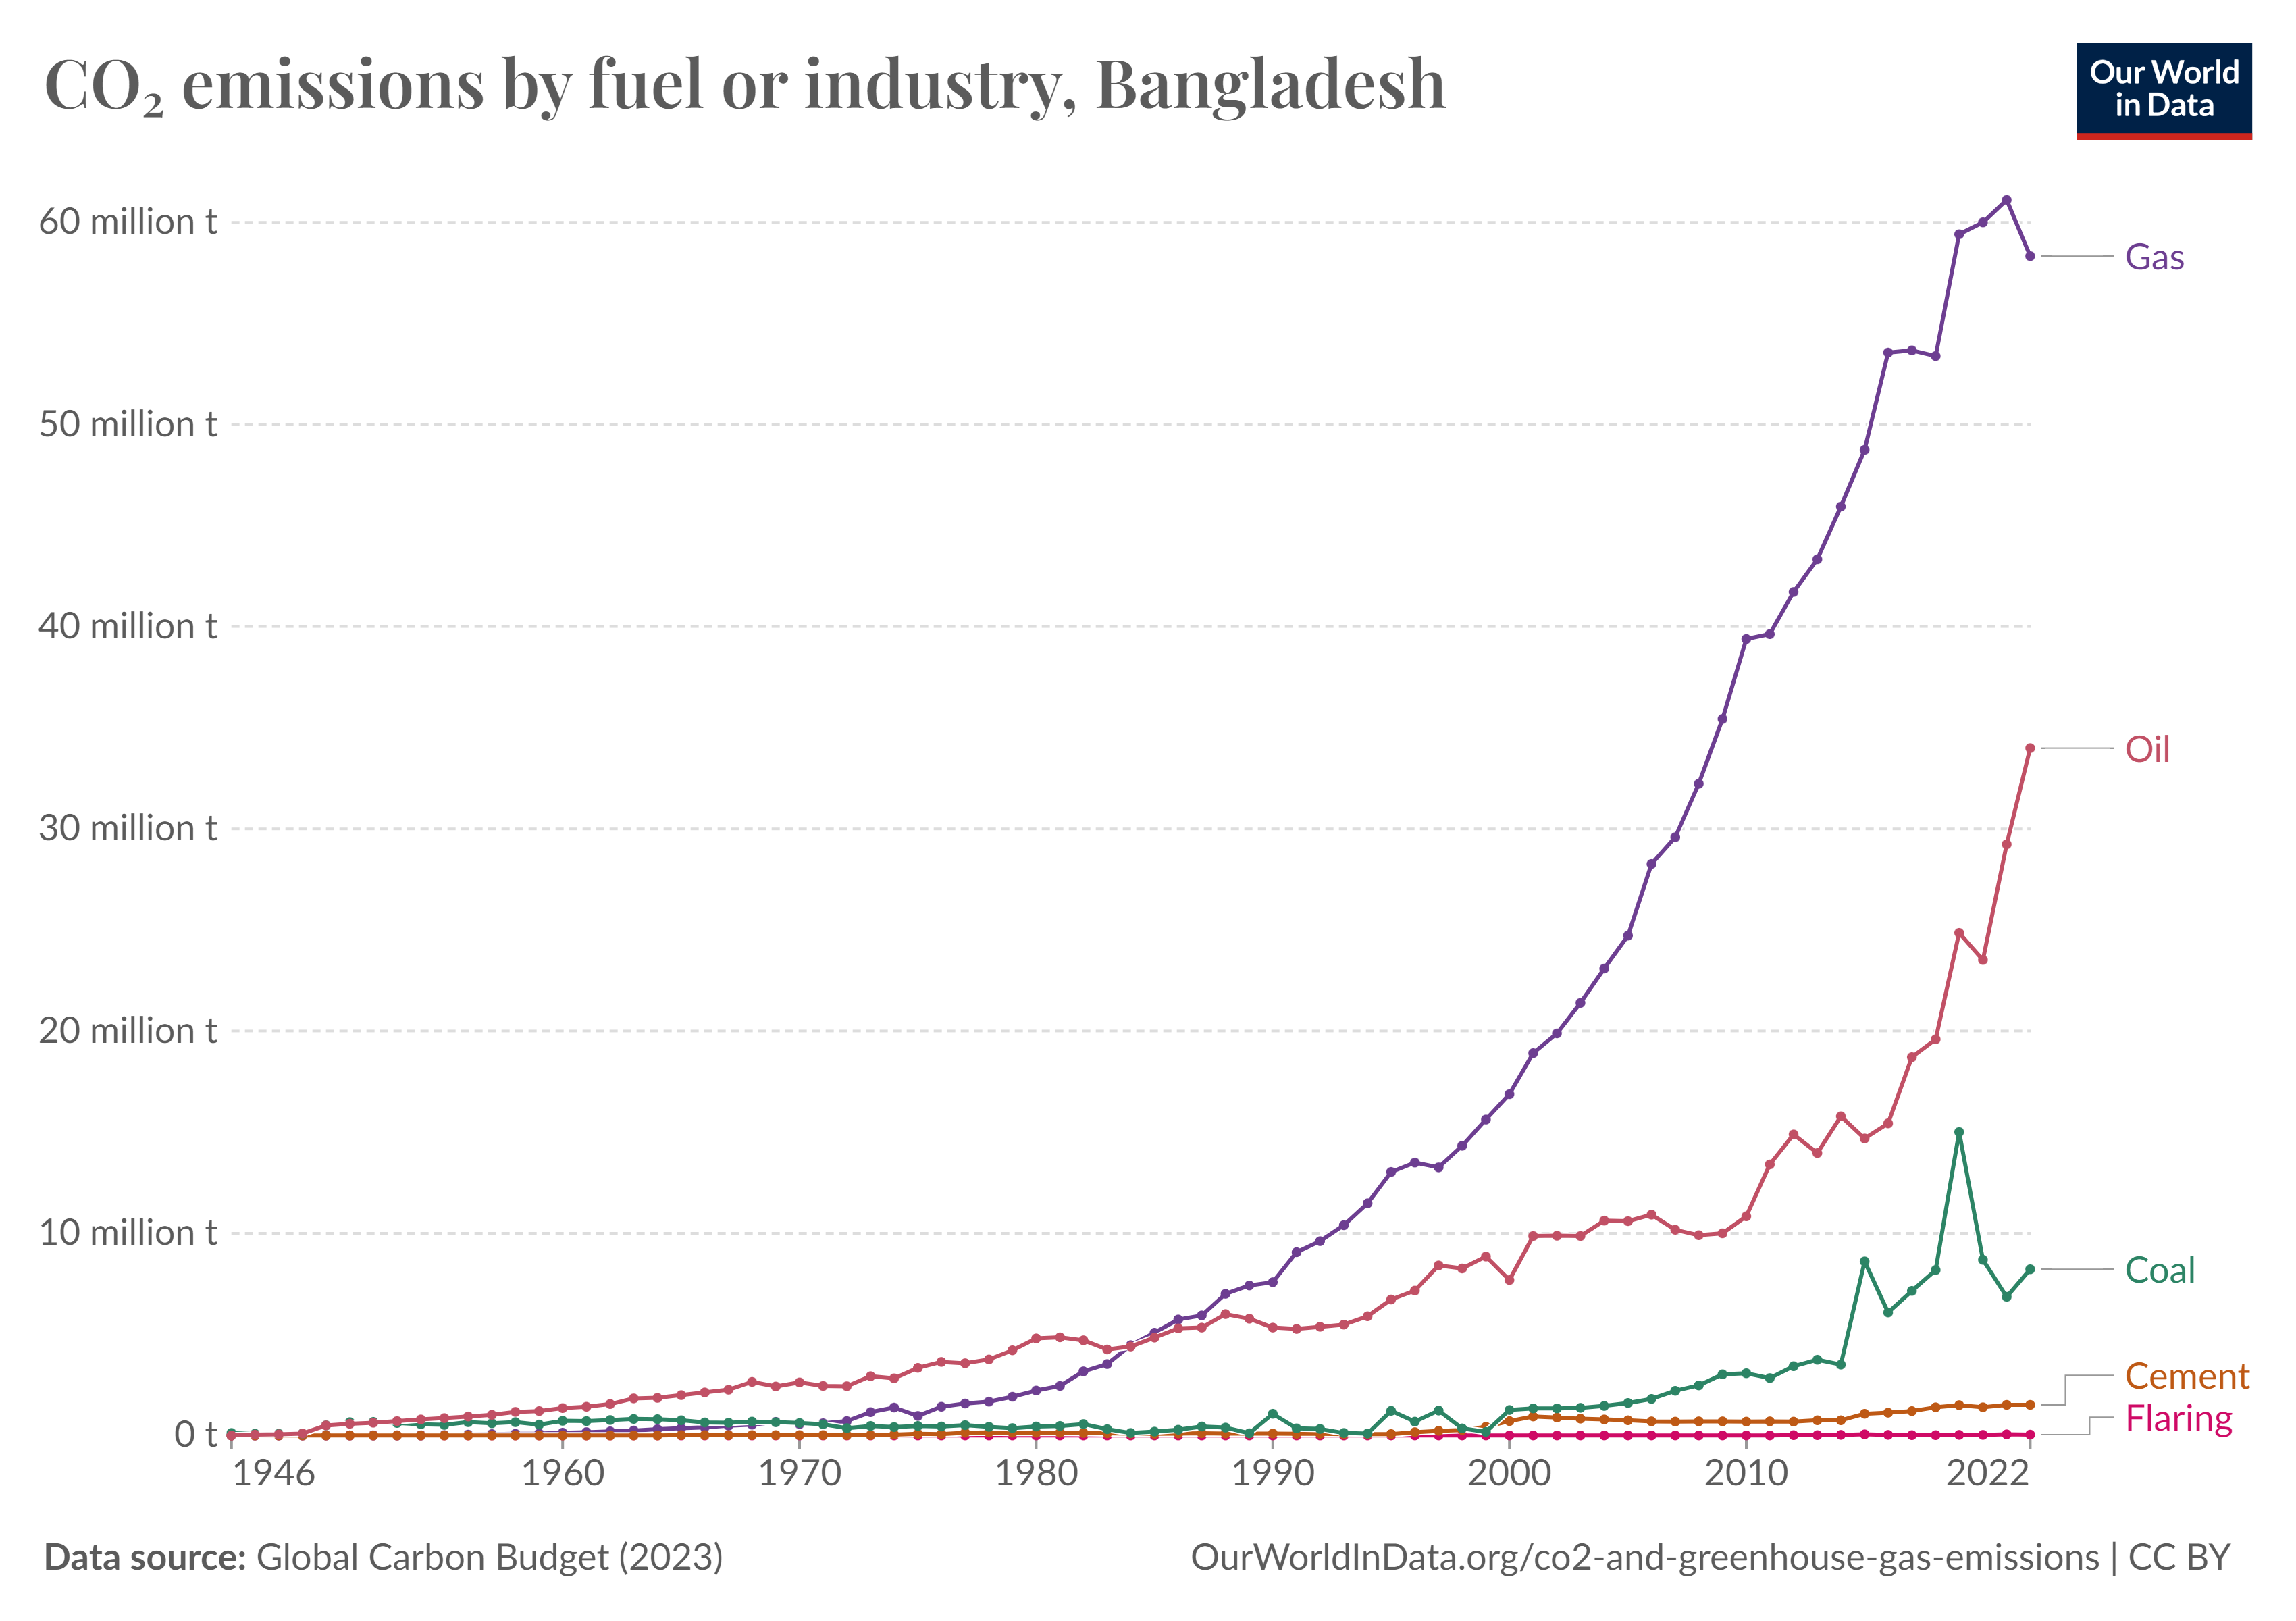 CO₂ emissions by fuel or industry, Bangladesh
Our World
in Data
60 million t
50 million t
40 million t
30 million t
20 million t
10 million t
0 t
Gas
Oil
Coal
Cement
Flaring
1946 1960 1970 1980 1990 2000 2010 2022
Data source: Global Carbon Budget (2023)
OurWorldInData.org/co2-and-greenhouse-gas-emissions | CC BY